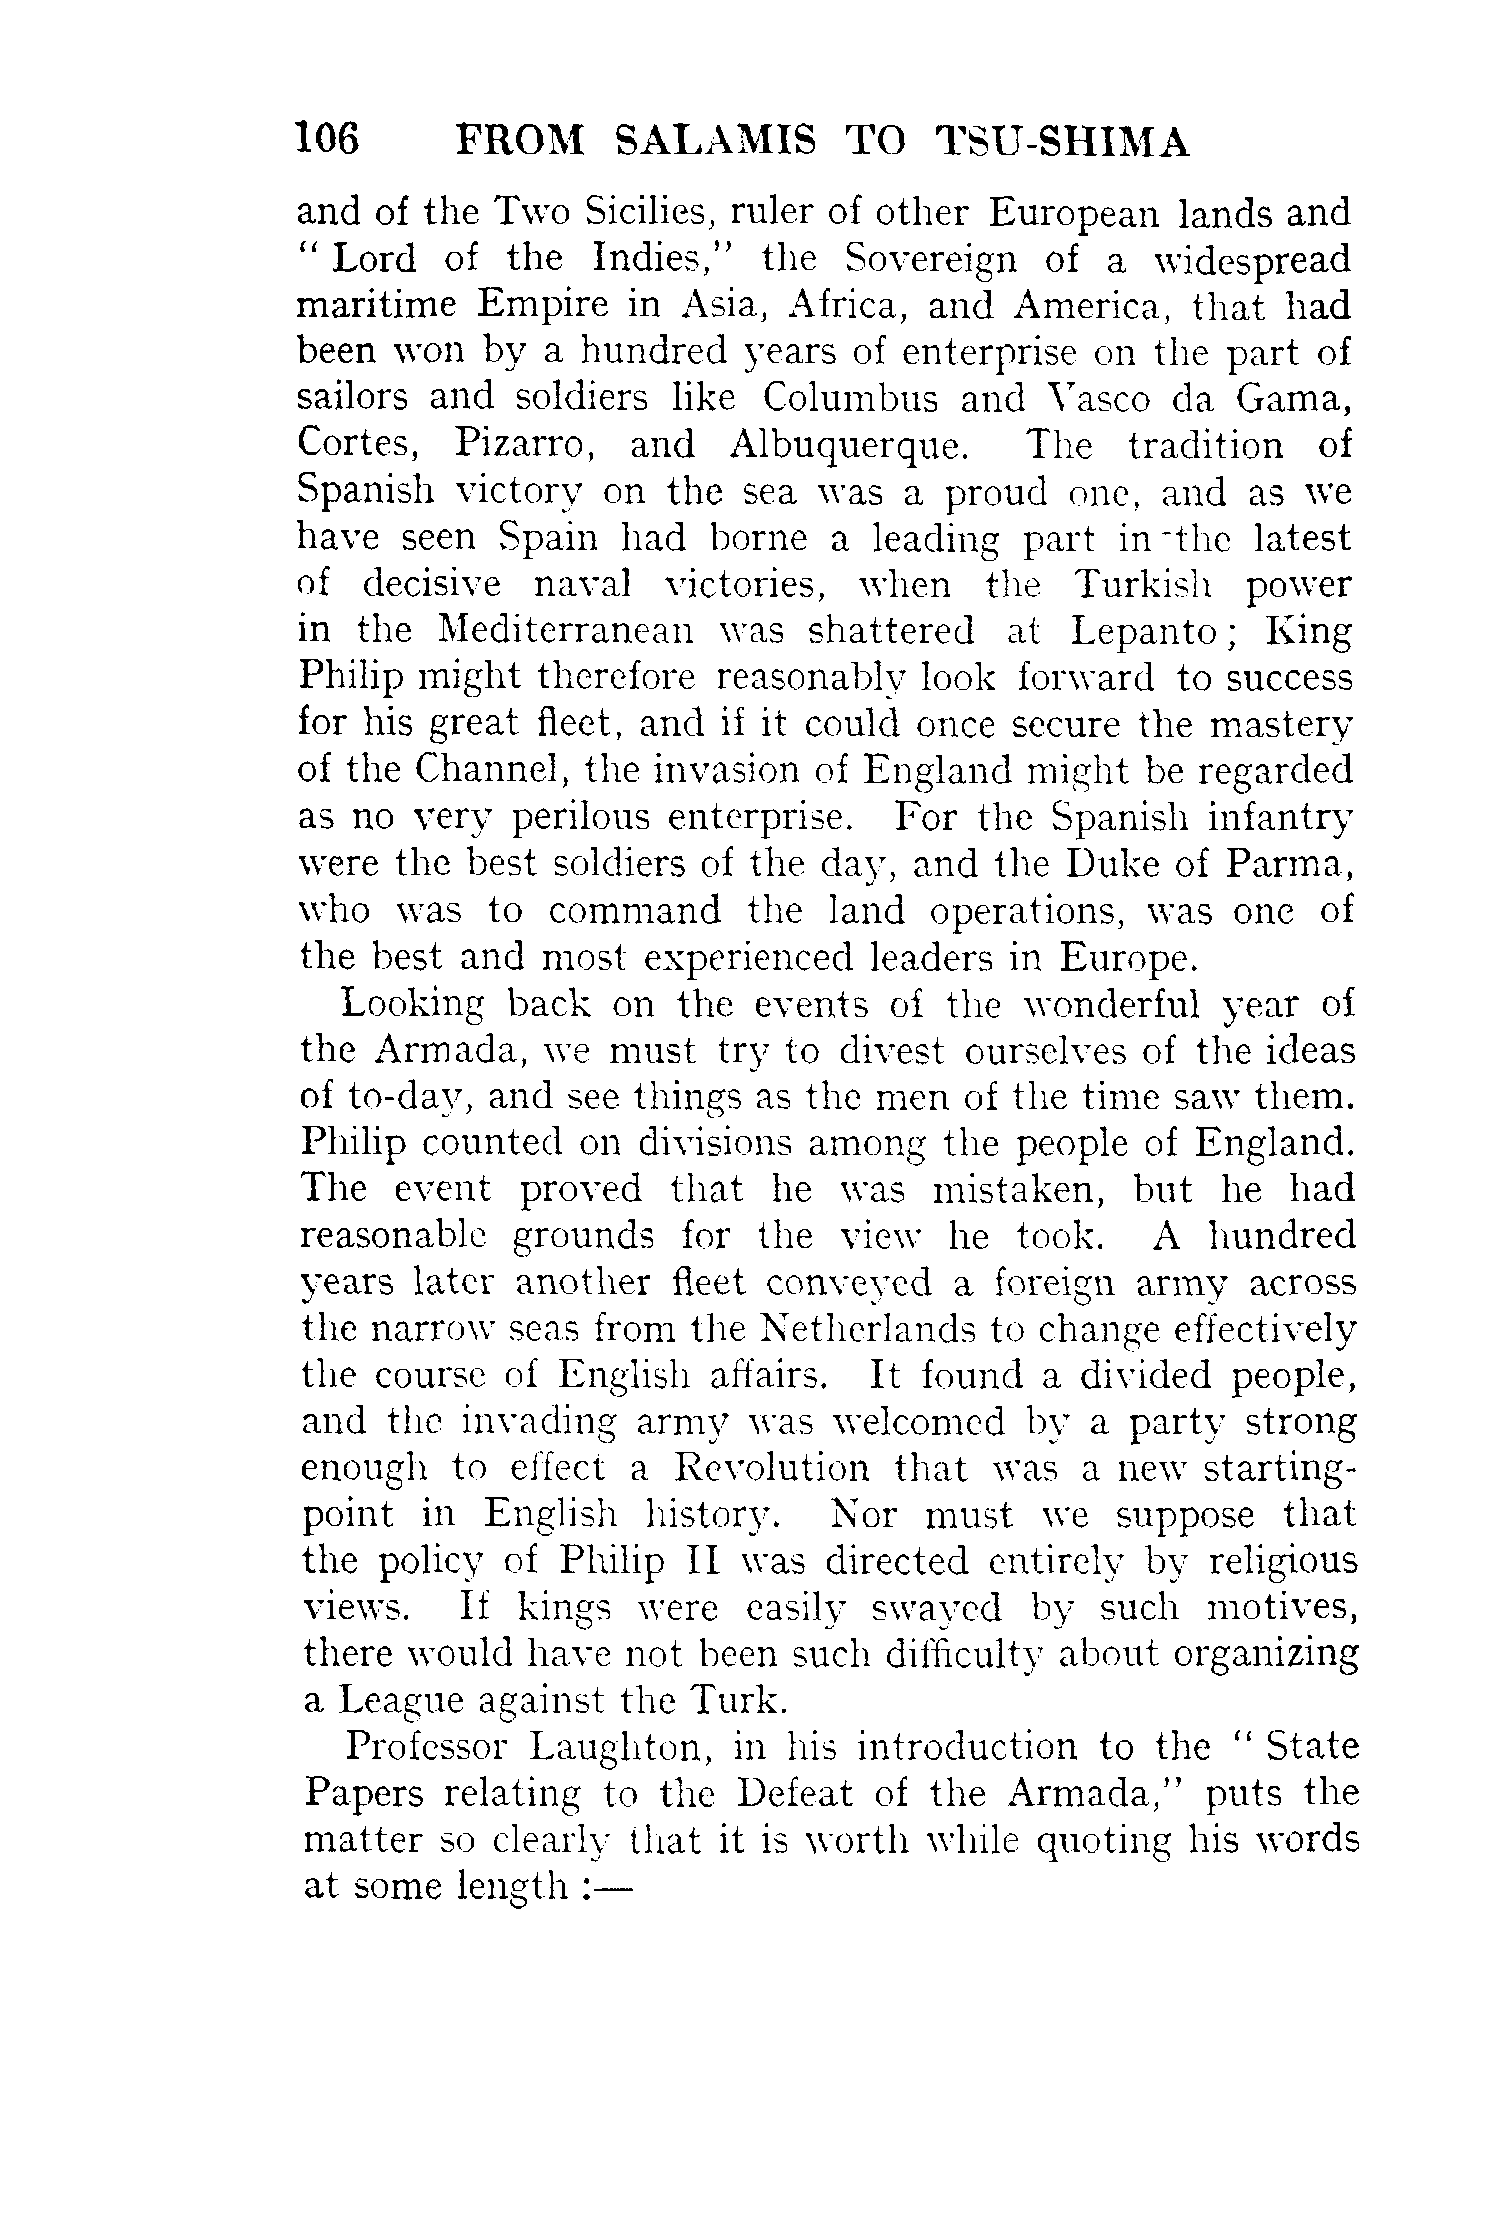 106 FROM SALAMIS TO TSU-SHIMA
and of the Two Sicilies, ruler of other European lands and
" Lord of the Indies," the Sovereign of a widespread
maritime Empire in Asia, Africa, and America, that had
been won by a hundred years of enterprise on the part of
sailors and soldiers like Columbus and Vasco da Gama,
Cortes, Pizarro, and Albuquerque. The tradition of
Spanish victory on the sea was a proud one, and as we
have seen Spain had borne a leading part in the latest
of decisive naval victories, when the Turkish power
in the Mediterranean was shattered at Lepanto ; King
Philip might therefore reasonably look forward to success
for his great fleet, and if it could once secure the mastery
of the Channel, the invasion of England might be regarded
as no very perilous enterprise. For the Spanish infantry
were the best soldiers of the day, and the Duke of Parma,
who was to command the land operations, was one of
the best and most experienced leaders in Europe.
Looking back on the events of the wonderful year of
the Armada, we must try to divest ourselves of the ideas
of to-day, and see things as the men of the time saw them.
Philip counted on divisions among the people of England.
The event proved that he was mistaken, but he had
reasonable grounds for the view he took. A hundred
years later another fleet conveyed a foreign army across
the narrow seas from the Netherlands to change effectively
the course of English affairs. It found a divided people,
and the invading army was welcomed by a party strong
enough to effect a Revolution that was a new starting-
point in English history. Nor must we suppose that
the policy of Philip II was directed entirely by religious
views. If kings were easily swayed by such motives,
there would have not been such difficulty about organizing
a League against the Turk.
Professor Laughton, in his introduction to the " State
Papers relating to the Defeat of the Armada," puts the
matter so clearly that it is worth while quoting his words
at some length :—